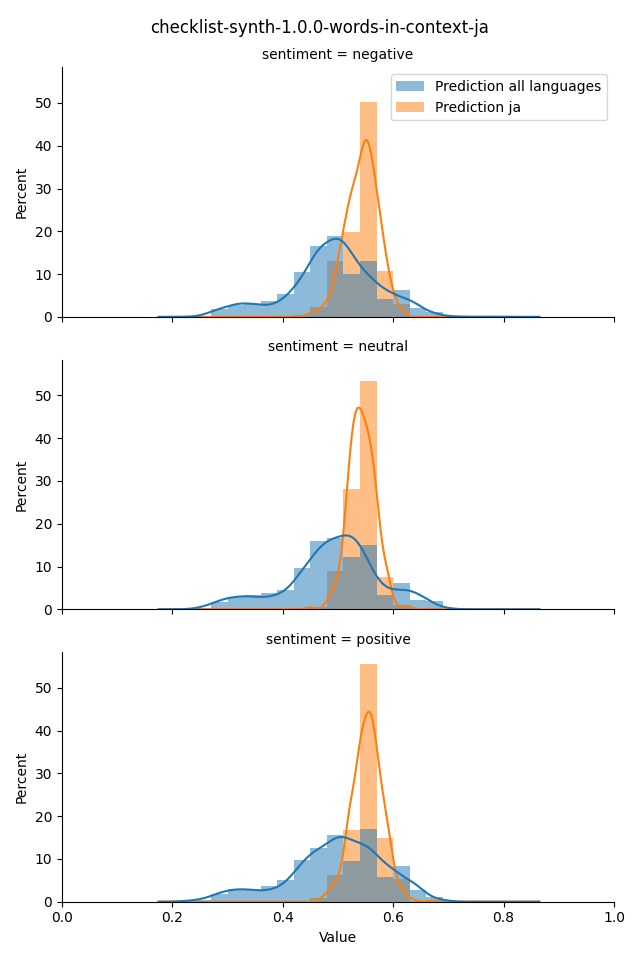 checklist-synth-1.0.0-words-in-context-ja
sentiment = negative
Prediction all languages
Prediction ja
50
40
30
20
10
0
Percent
sentiment = neutral
50
40
30
20
10
0
Percent
sentiment = positive
50
40
30
20
10
0
Percent
0.0 0.2 0.4 0.6 0.8 1.0
Value